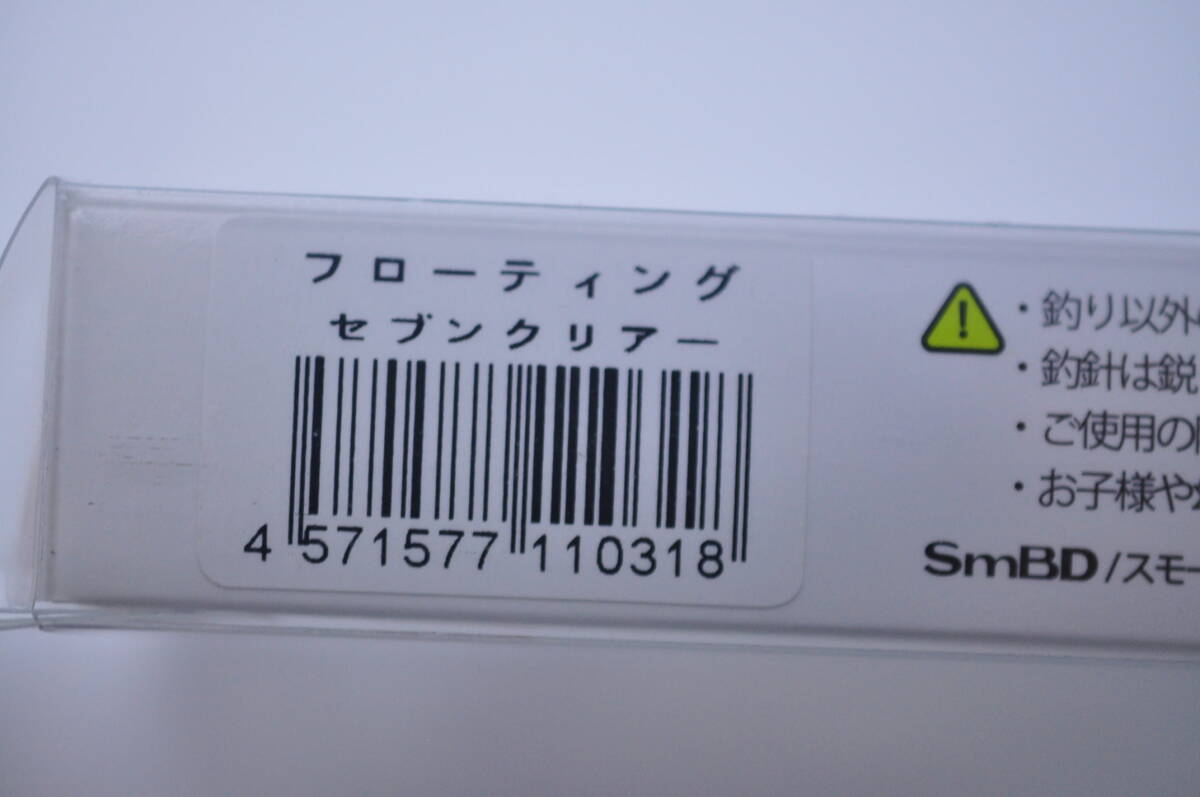 フローティング
セブンクリアー
4 571577 110318
・釣り以外
・釣針は鋭
・ご使用の
・お子様や
SmBD/スモー